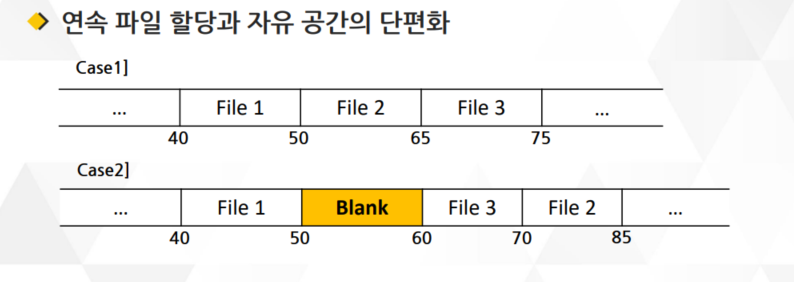 연속 파일 할당과 자유 공간의 단편화
Case1]
... File 1 File 2 File 3 ...
40 50 65 75
Case2]
... File 1 Blank File 3 File 2 ...
40 50 60 70 85